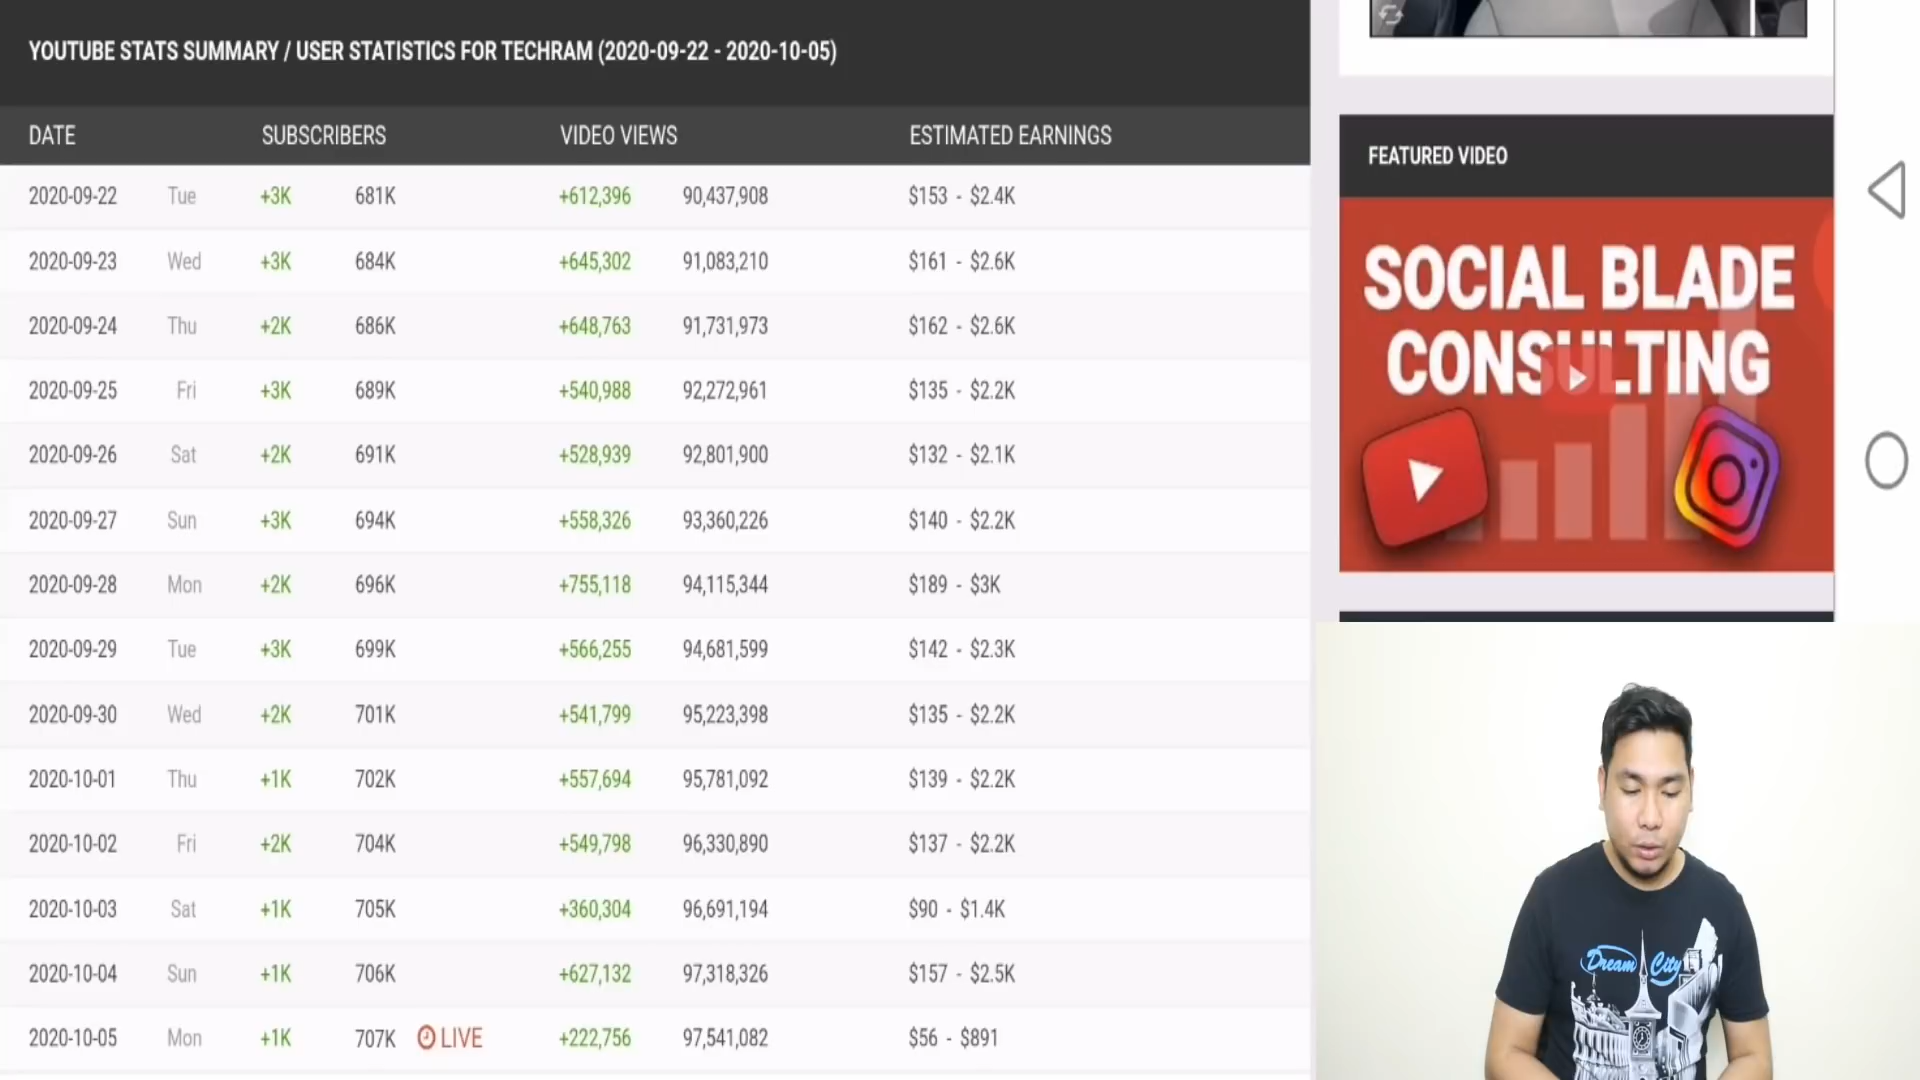 YOUTUBE STATS SUMMARY / USER STATISTICS FOR TECHRAM (2020-09-22 - 2020-10-05)
DATE SUBSCRIBERS VIDEO VIEWS ESTIMATED EARNINGS
2020-09-22 Tue +3K 681K +612,396 90,437,908 $153 - $2.4K
2020-09-23 Wed +3K 684K +645,302 91,083,210 $161 - $2.6K
2020-09-24 Thu +2K 686K +648,763 91,731,973 $162 - $2.6K
2020-09-25 Fri +3K 689K +540,988 92,272,961 $135 - $2.2K
2020-09-26 Sat +2K 691K +528,939 92,801,900 $132 - $2.1K
2020-09-27 Sun +3K 694K +558,326 93,360,226 $140 - $2.2K
2020-09-28 Mon +2K 696K +755,118 94,115,344 $189 - $3K
2020-09-29 Tue +3K 699K +566,255 94,681,599 $142 - $2.3K
2020-09-30 Wed +2K 701K +541,799 95,223,398 $135 - $2.2K
2020-10-01 Thu +1K 702K +557,694 95,781,092 $139 - $2.2K
2020-10-02 Fri +2K 704K +549,798 96,330,890 $137 - $2.2K
2020-10-03 Sat +1K 705K +360,304 96,691,194 $90 - $1.4K
2020-10-04 Sun +1K 706K +627,132 97,318,326 $157 - $2.5K
2020-10-05 Mon +1K 707K LIVE +222,756 97,541,082 $56 - $891
FEATURED VIDEO
SOCIAL BLADE
CONSULTING
Dream City